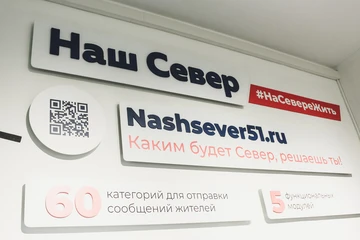 Наш Север
#НаСевереЖить
Nashsever51.ru
Каким будет Север, решаешь ты!
60 категорий для отправки
сообщений жителей
5 функциональных
модулей